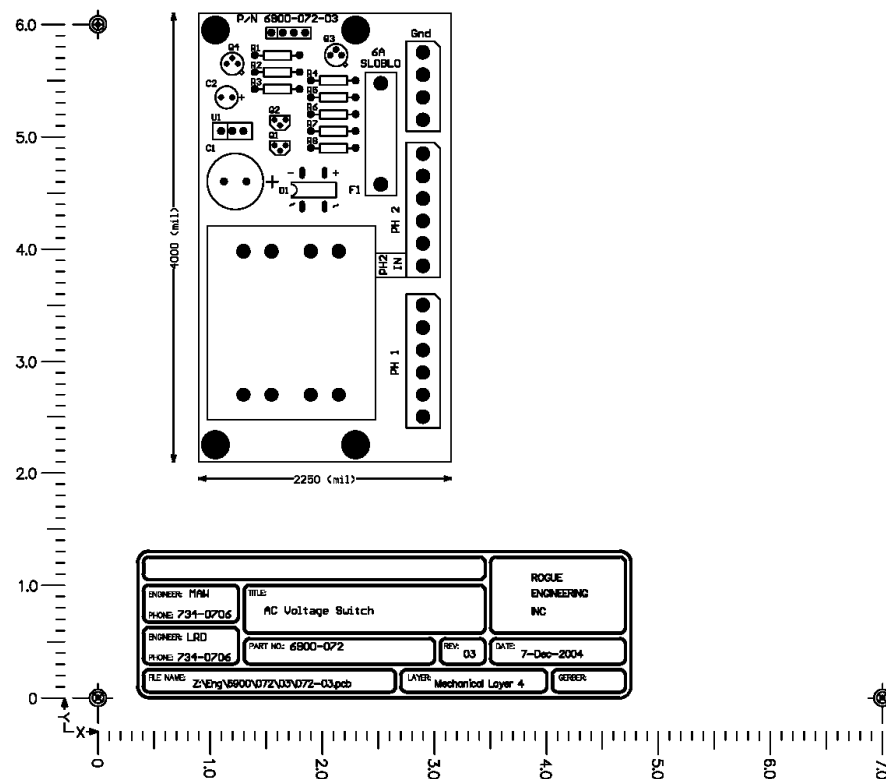 6.0
P/N 6800-072-03
Q4
R1
Q3
6A
SLOBLO
Gnd
R2
R3
R4
C2
R5
R6
U1
Q2
R7
5.0
C1
Q1
R8
- +
+
D1
F1
~ ~
PH 2
4000 (mil)
4.0
PH2
IN
3.0
PH 1
2.0
2250 (mil)
1.0
ROGUE
ENGINEERING
INC
ENGINEER: MAW
PHONE: 734-0706
TITLE:
AC Voltage Switch
ENGINEER: LRD
PHONE: 734-0706
PART NO.: 6800-072
REV:
03
DATE:
7-Dec-2004
FILE NAME: Z:\Eng\6800\072\03\072-03.pcb
LAYER: Mechanical Layer 4
GERBER:
0
Y
X
0 1.0 2.0 3.0 4.0 5.0 6.0 7.0